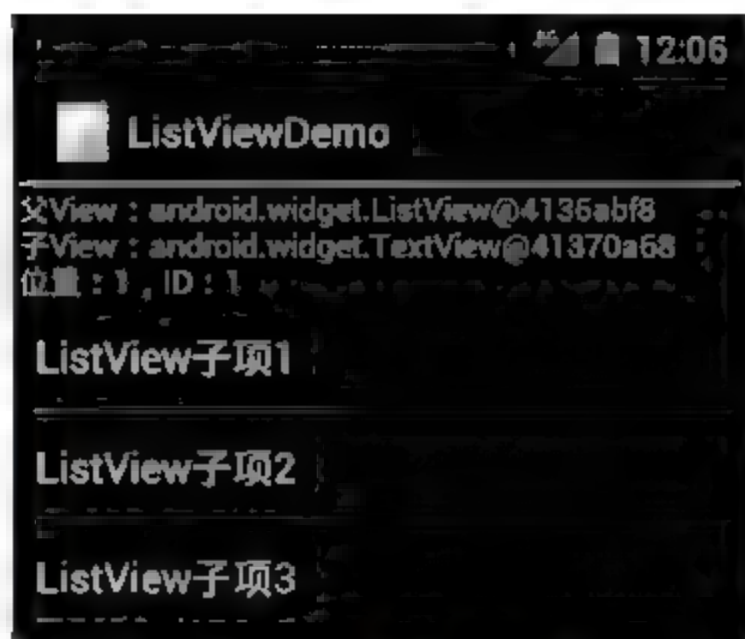 12:06
ListViewDemo
父View：android.widget.ListView@4136abf8
子View：android.widget.TextView@41370a68
位置：1，ID：1
ListView子项1
ListView子项2
ListView子项3